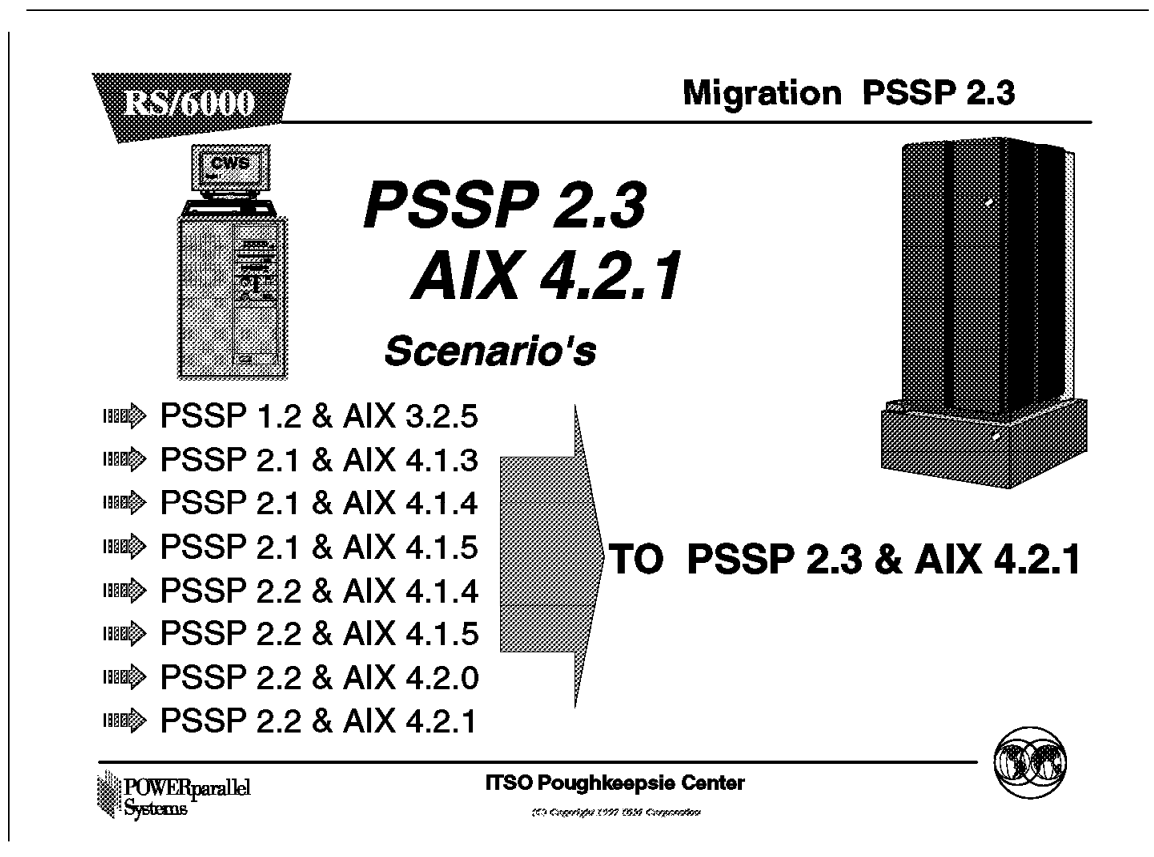 RS/6000
Migration PSSP 2.3
CWS
PSSP 2.3
AIX 4.2.1
Scenario's
PSSP 1.2 & AIX 3.2.5
PSSP 2.1 & AIX 4.1.3
PSSP 2.1 & AIX 4.1.4
PSSP 2.1 & AIX 4.1.5
PSSP 2.2 & AIX 4.1.4
PSSP 2.2 & AIX 4.1.5
PSSP 2.2 & AIX 4.2.0
PSSP 2.2 & AIX 4.2.1
TO PSSP 2.3 & AIX 4.2.1
POWERparallel
Systems
ITSO Poughkeepsie Center
(C) Copyright 1997 IBM Corporation